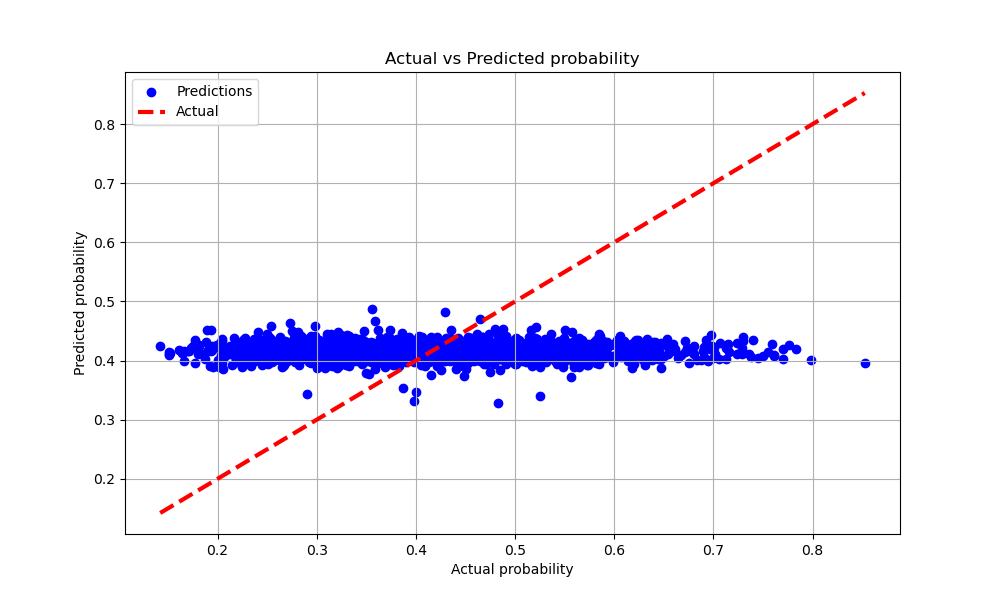 Actual vs Predicted probability
Predictions
Actual
0.8
0.7
0.6
0.5
0.4
0.3
0.2
Predicted probability
0.2 0.3 0.4 0.5 0.6 0.7 0.8
Actual probability